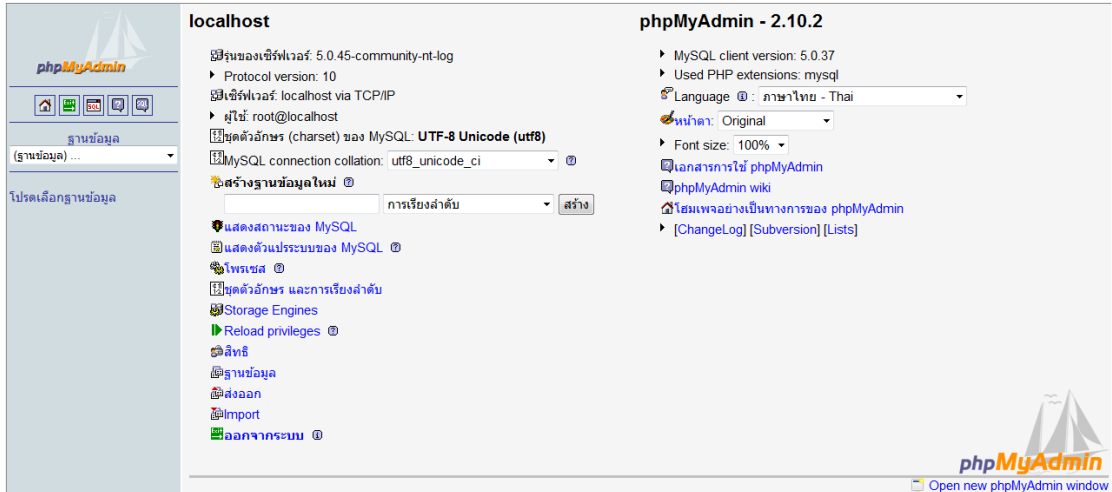 phpMyAdmin
ฐานข้อมูล
(ฐานข้อมูล) ...
โปรดเลือกฐานข้อมูล
localhost
รุ่นของเซิร์ฟเวอร์: 5.0.45-community-nt-log
Protocol version: 10
เซิร์ฟเวอร์: localhost via TCP/IP
ผู้ใช้: root@localhost
ชุดตัวอักษร (charset) ของ MySQL: UTF-8 Unicode (utf8)
MySQL connection collation: utf8_unicode_ci
สร้างฐานข้อมูลใหม่
การเรียงลำดับ สร้าง
แสดงสถานะของ MySQL
แสดงตัวแปรระบบของ MySQL
โพรเซส
ชุดตัวอักษร และการเรียงลำดับ
Storage Engines
Reload privileges
สิทธิ
ฐานข้อมูล
ส่งออก
Import
ออกจากระบบ
phpMyAdmin - 2.10.2
MySQL client version: 5.0.37
Used PHP extensions: mysql
Language : ภาษาไทย - Thai
หน้าตา: Original
Font size: 100%
เอกสารการใช้ phpMyAdmin
phpMyAdmin wiki
โฮมเพจอย่างเป็นทางการของ phpMyAdmin
[ChangeLog] [Subversion] [Lists]
phpMyAdmin
Open new phpMyAdmin window